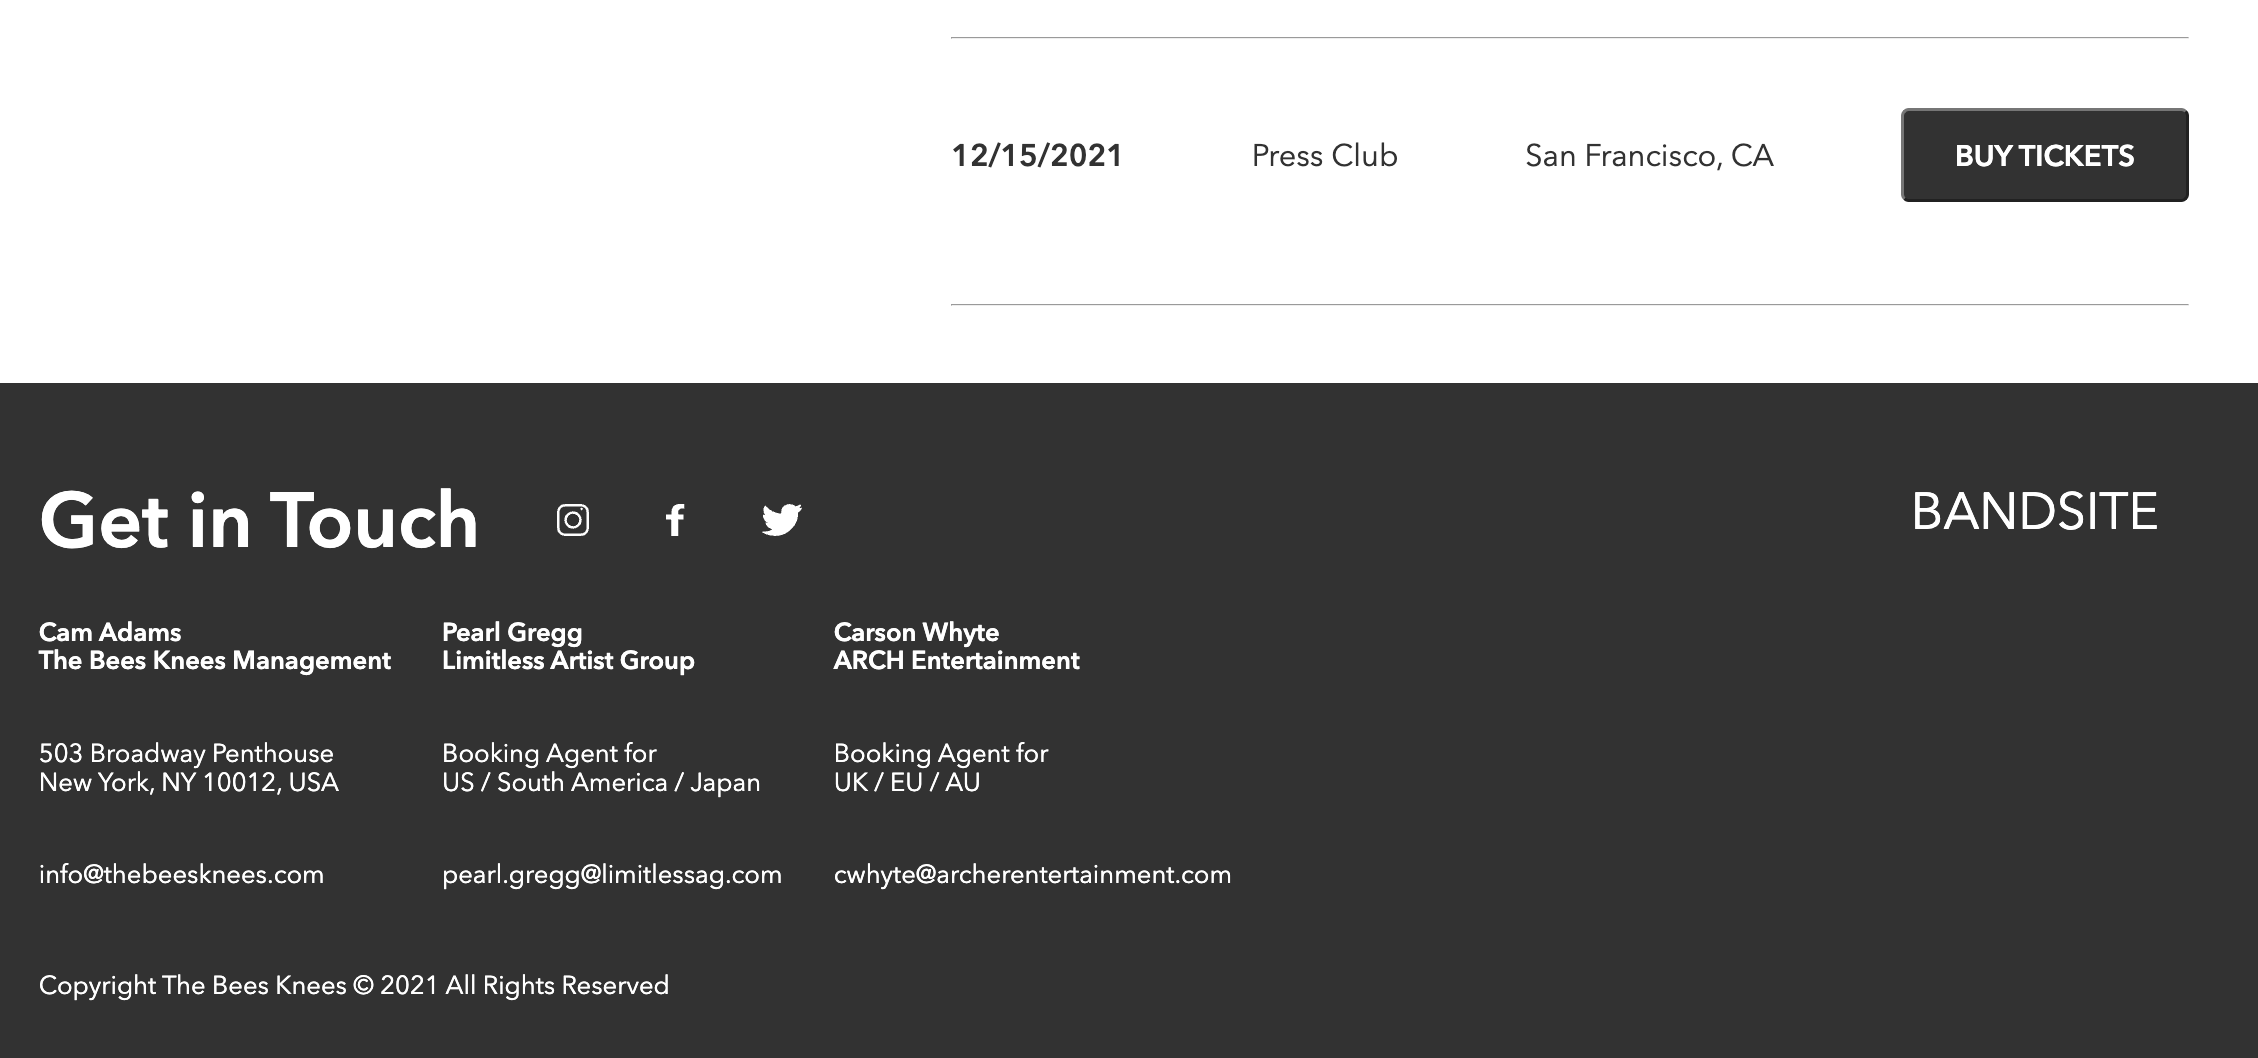 12/15/2021 Press Club San Francisco, CA BUY TICKETS
Get in Touch BANDSITE
Cam Adams
The Bees Knees Management
Pearl Gregg
Limitless Artist Group
Carson Whyte
ARCH Entertainment
503 Broadway Penthouse
New York, NY 10012, USA
Booking Agent for
US / South America / Japan
Booking Agent for
UK / EU / AU
info@thebeesknees.com
pearl.gregg@limitlessag.com
cwhyte@archerentertainment.com
Copyright The Bees Knees © 2021 All Rights Reserved